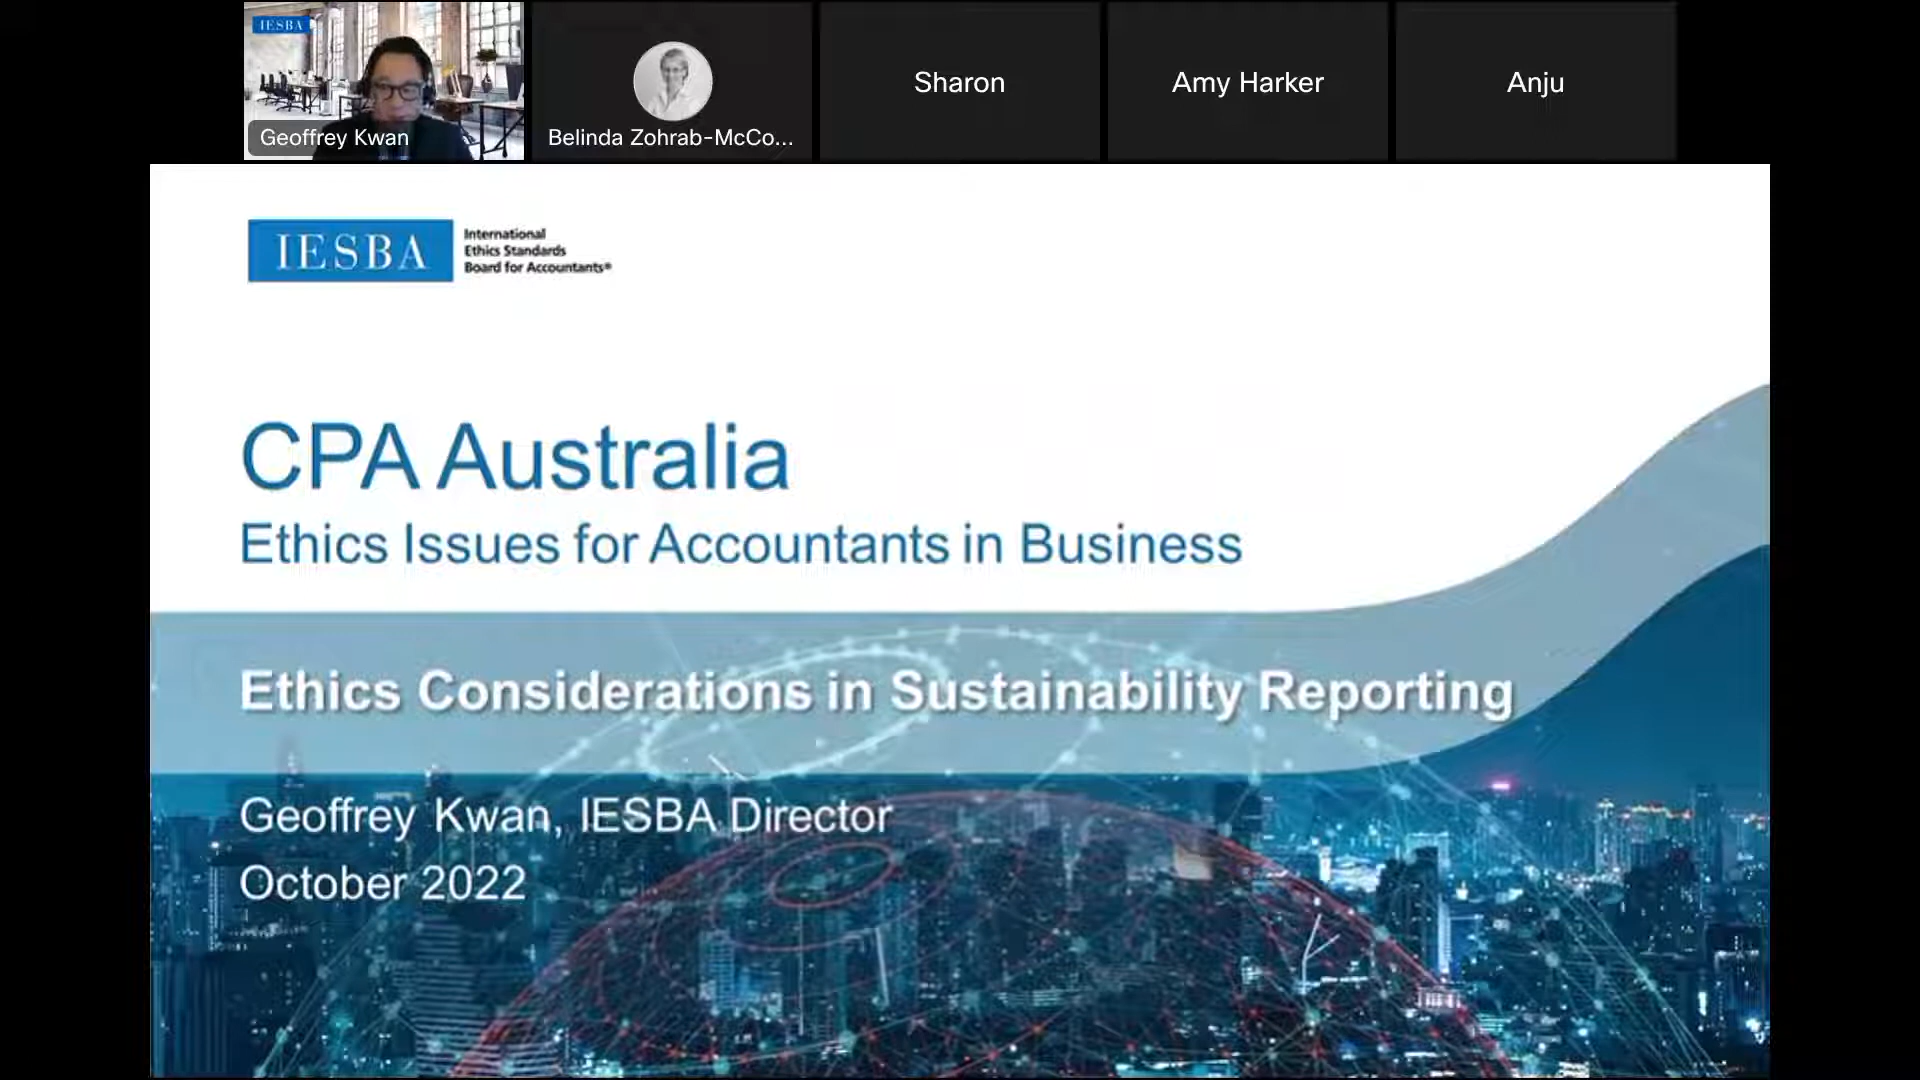 IESBA
Geoffrey Kwan
Belinda Zohrab-McCo...
Sharon
Amy Harker
Anju
IESBA
International
Ethics Standards
Board for Accountants®
CPA Australia
Ethics Issues for Accountants in Business
Ethics Considerations in Sustainability Reporting
Geoffrey Kwan, IESBA Director
October 2022